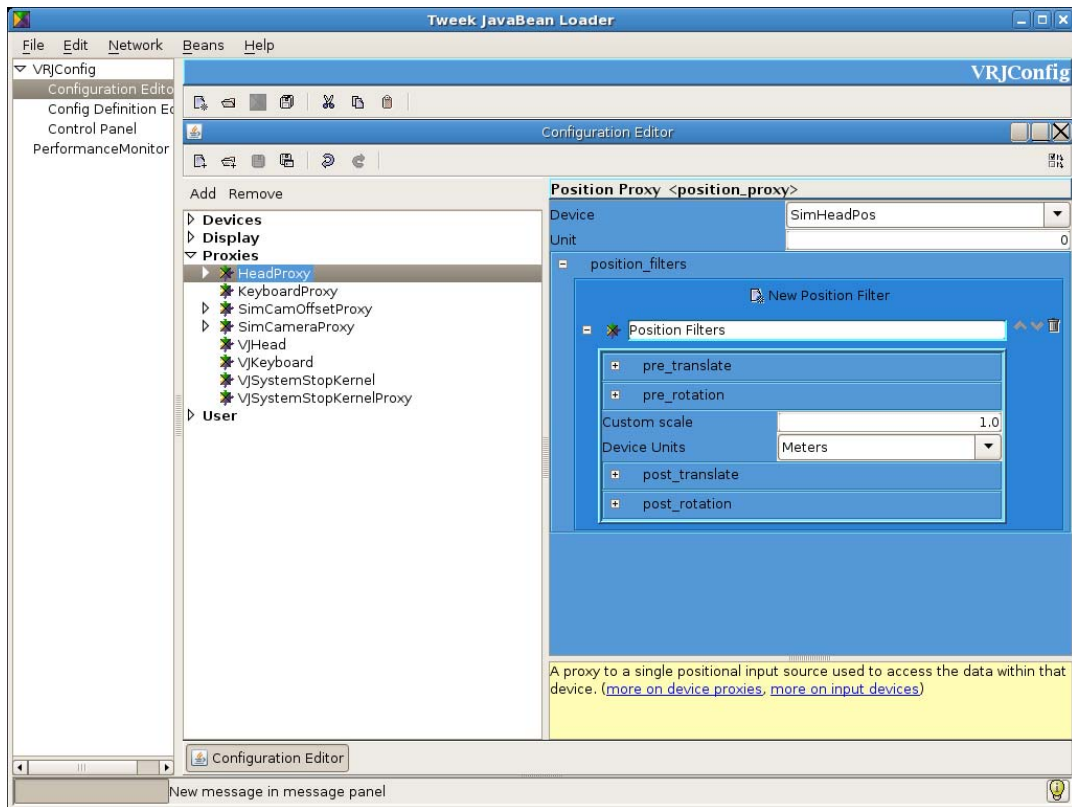 Tweek JavaBean Loader
File Edit Network Beans Help
VRJConfig
Configuration Edito
Config Definition Ed
Control Panel
PerformanceMonitor
VRJConfig
Configuration Editor
Add Remove
Devices
Display
Proxies
HeadProxy
KeyboardProxy
SimCamOffsetProxy
SimCameraProxy
VJHead
VJKeyboard
VJSystemStopKernel
VJSystemStopKernelProxy
User
Position Proxy <position_proxy>
Device SimHeadPos
Unit 0
position_filters
New Position Filter
Position Filters
pre_translate
pre_rotation
Custom scale 1.0
Device Units Meters
post_translate
post_rotation
A proxy to a single positional input source used to access the data within that
device. (more on device proxies, more on input devices)
Configuration Editor
New message in message panel